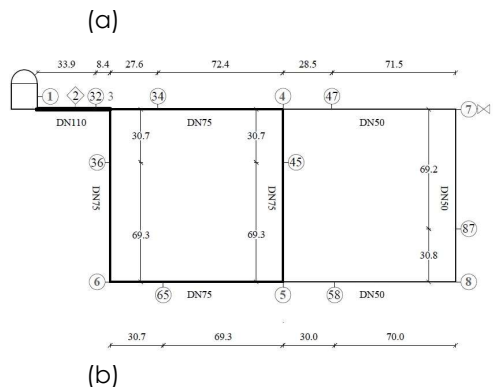 (a)
33.9 8.4 27.6 72.4 28.5 71.5
1 2 32 3 34 4 47 7
DN110 DN75 DN50
30.7 30.7
36 45
69.2
DN75 DN75 DN50
87
69.3 69.3
30.8
6 5 8
65 DN75 58 DN50
30.7 69.3 30.0 70.0
(b)